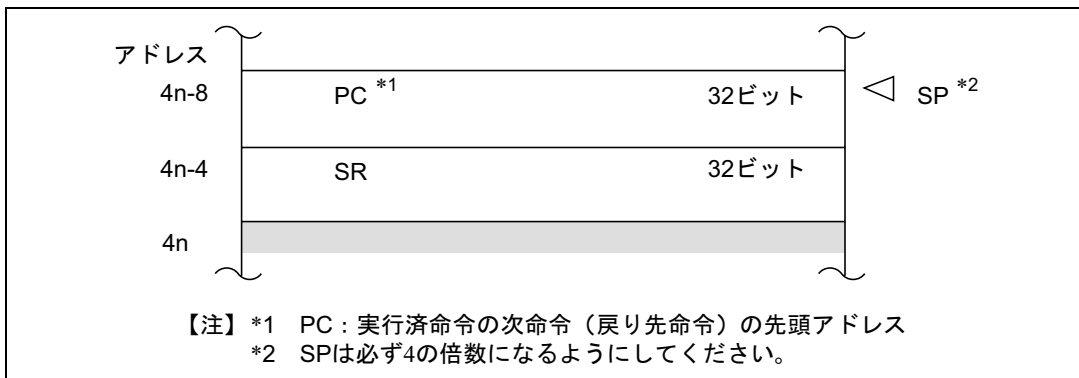 アドレス
4n-8 PC *1 32ビット SP *2
4n-4 SR 32ビット
4n
【注】 *1 PC：実行済命令の次命令（戻り先命令）の先頭アドレス
*2 SPは必ず4の倍数になるようにしてください。